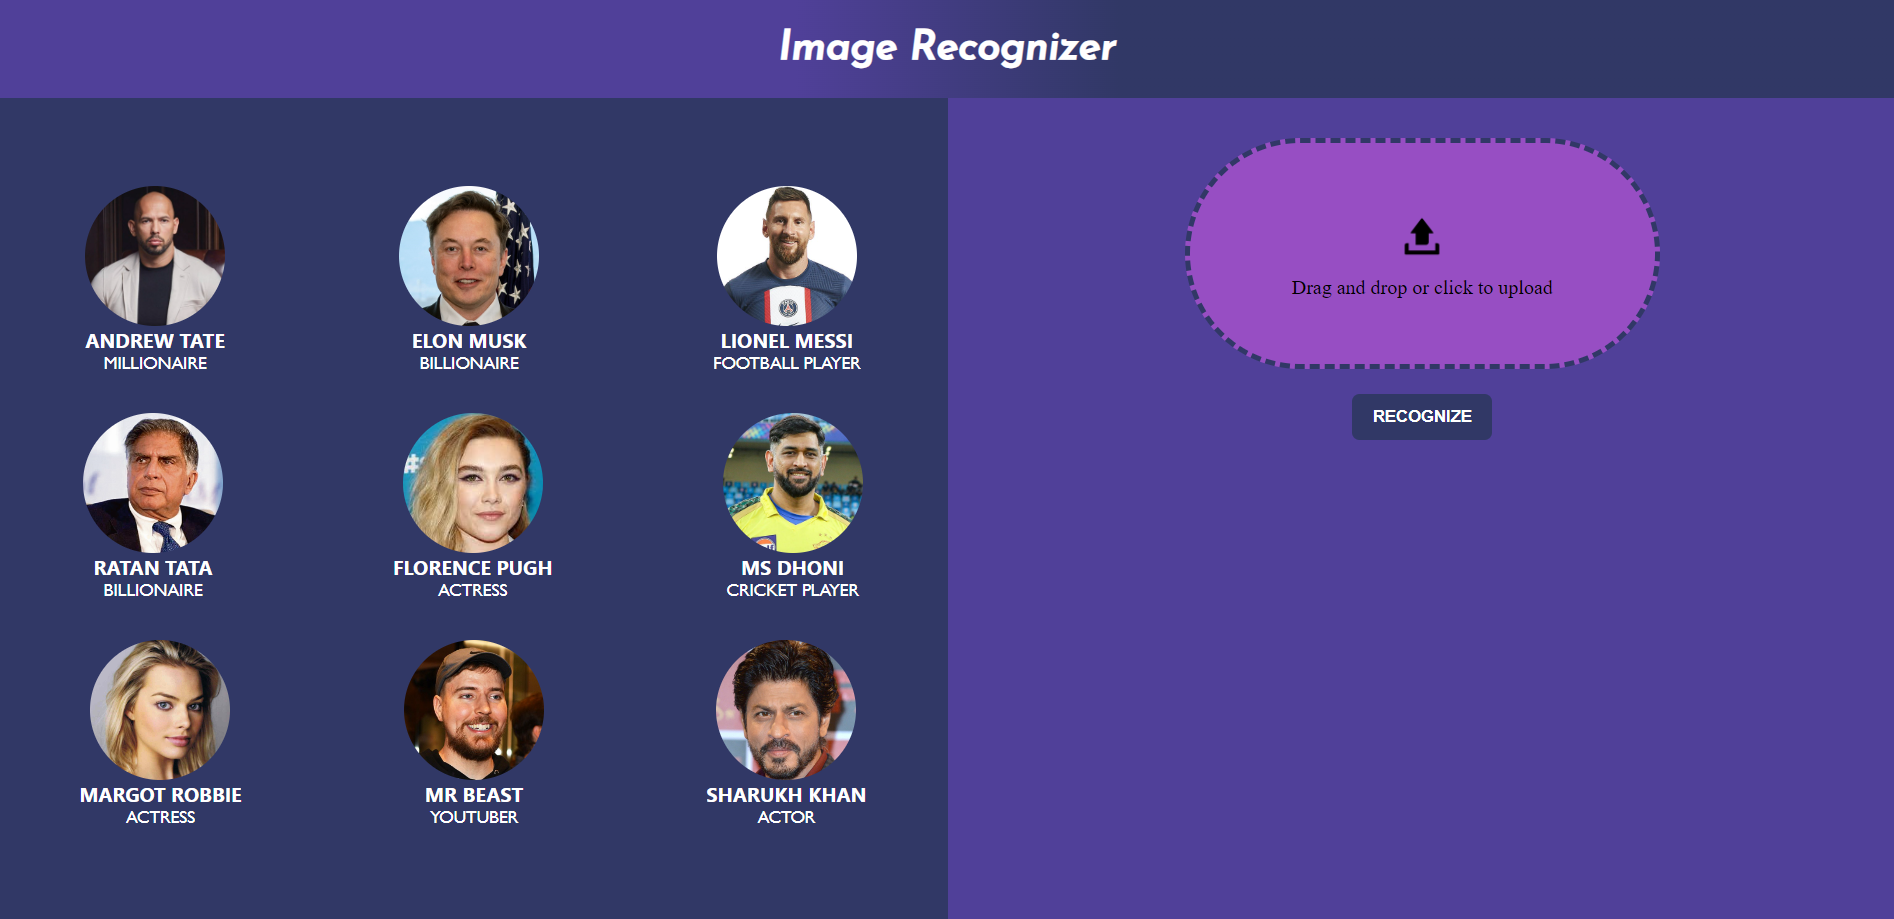 Image Recognizer
ANDREW TATE
MILLIONAIRE
ELON MUSK
BILLIONAIRE
LIONEL MESSI
FOOTBALL PLAYER
RATAN TATA
BILLIONAIRE
FLORENCE PUGH
ACTRESS
MS DHONI
CRICKET PLAYER
MARGOT ROBBIE
ACTRESS
MR BEAST
YOUTUBER
SHARUKH KHAN
ACTOR
Drag and drop or click to upload
RECOGNIZE